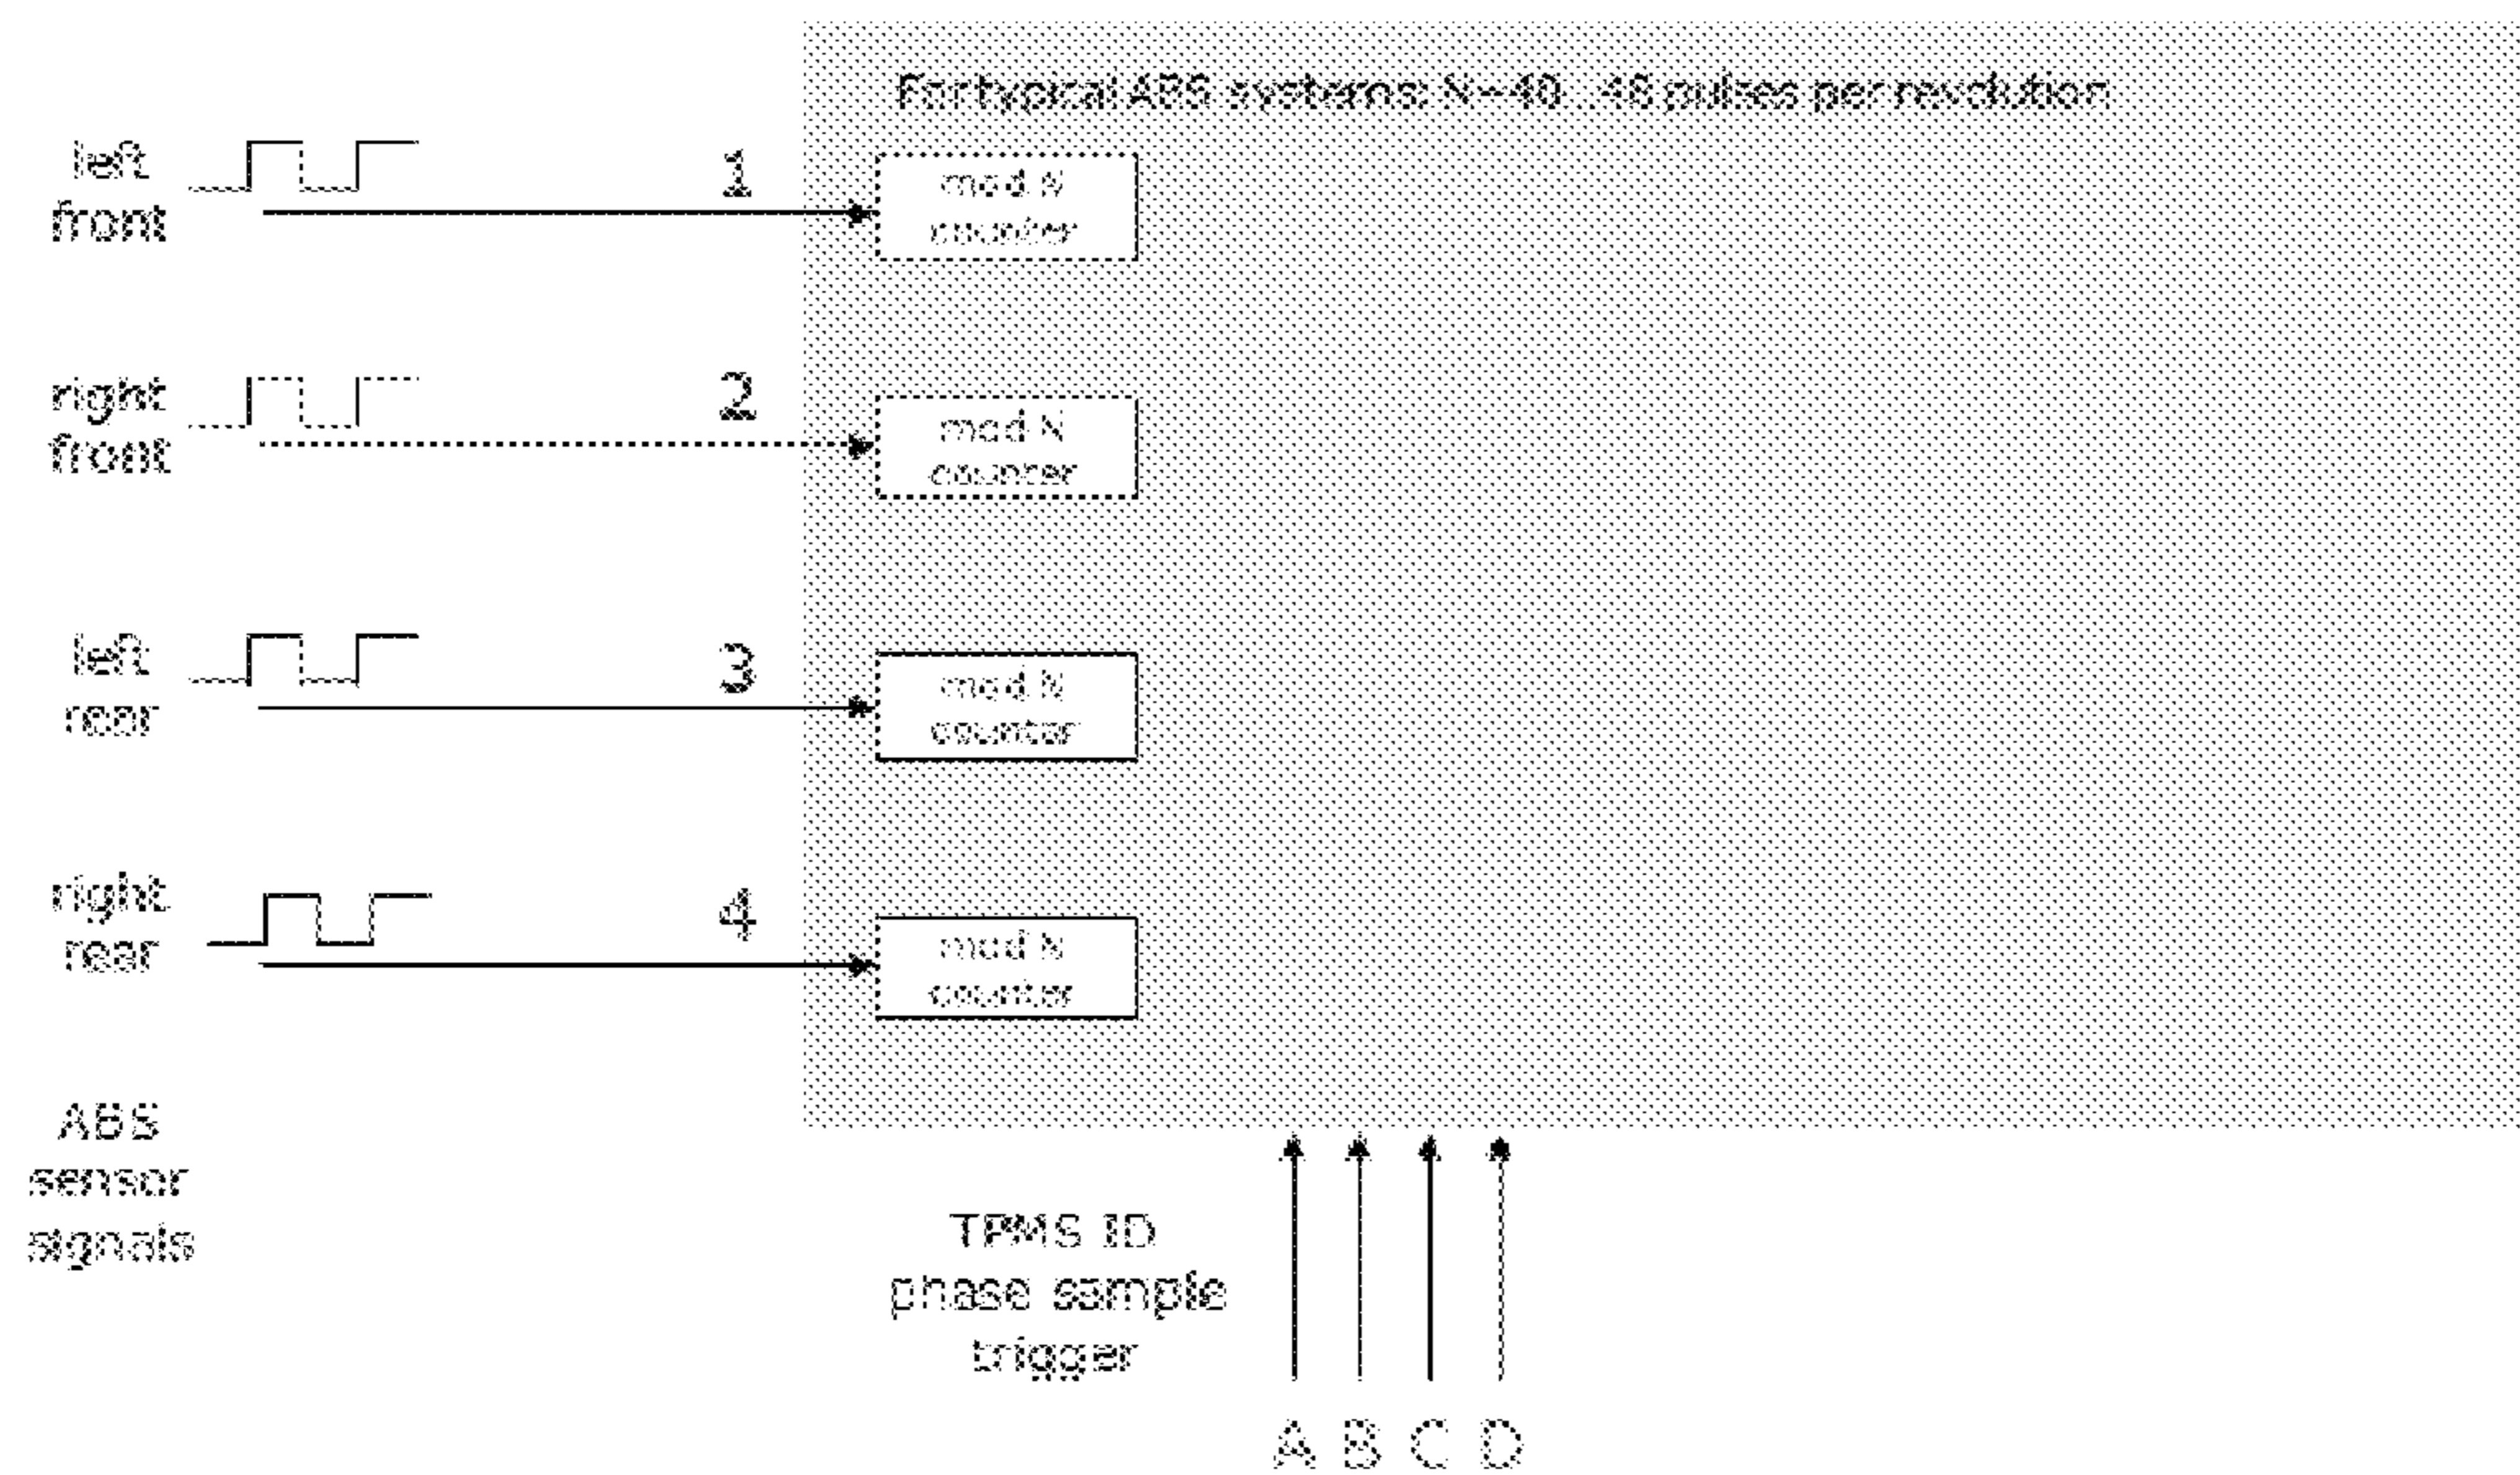 For typical ABS systems: N=40...48 pulses per revolution
left
front
1
mod N
counter
right
front
2
mod N
counter
left
rear
3
mod N
counter
right
rear
4
mod N
counter
ABS
sensor
signals
TPMS ID
phase sample
trigger
A B C D